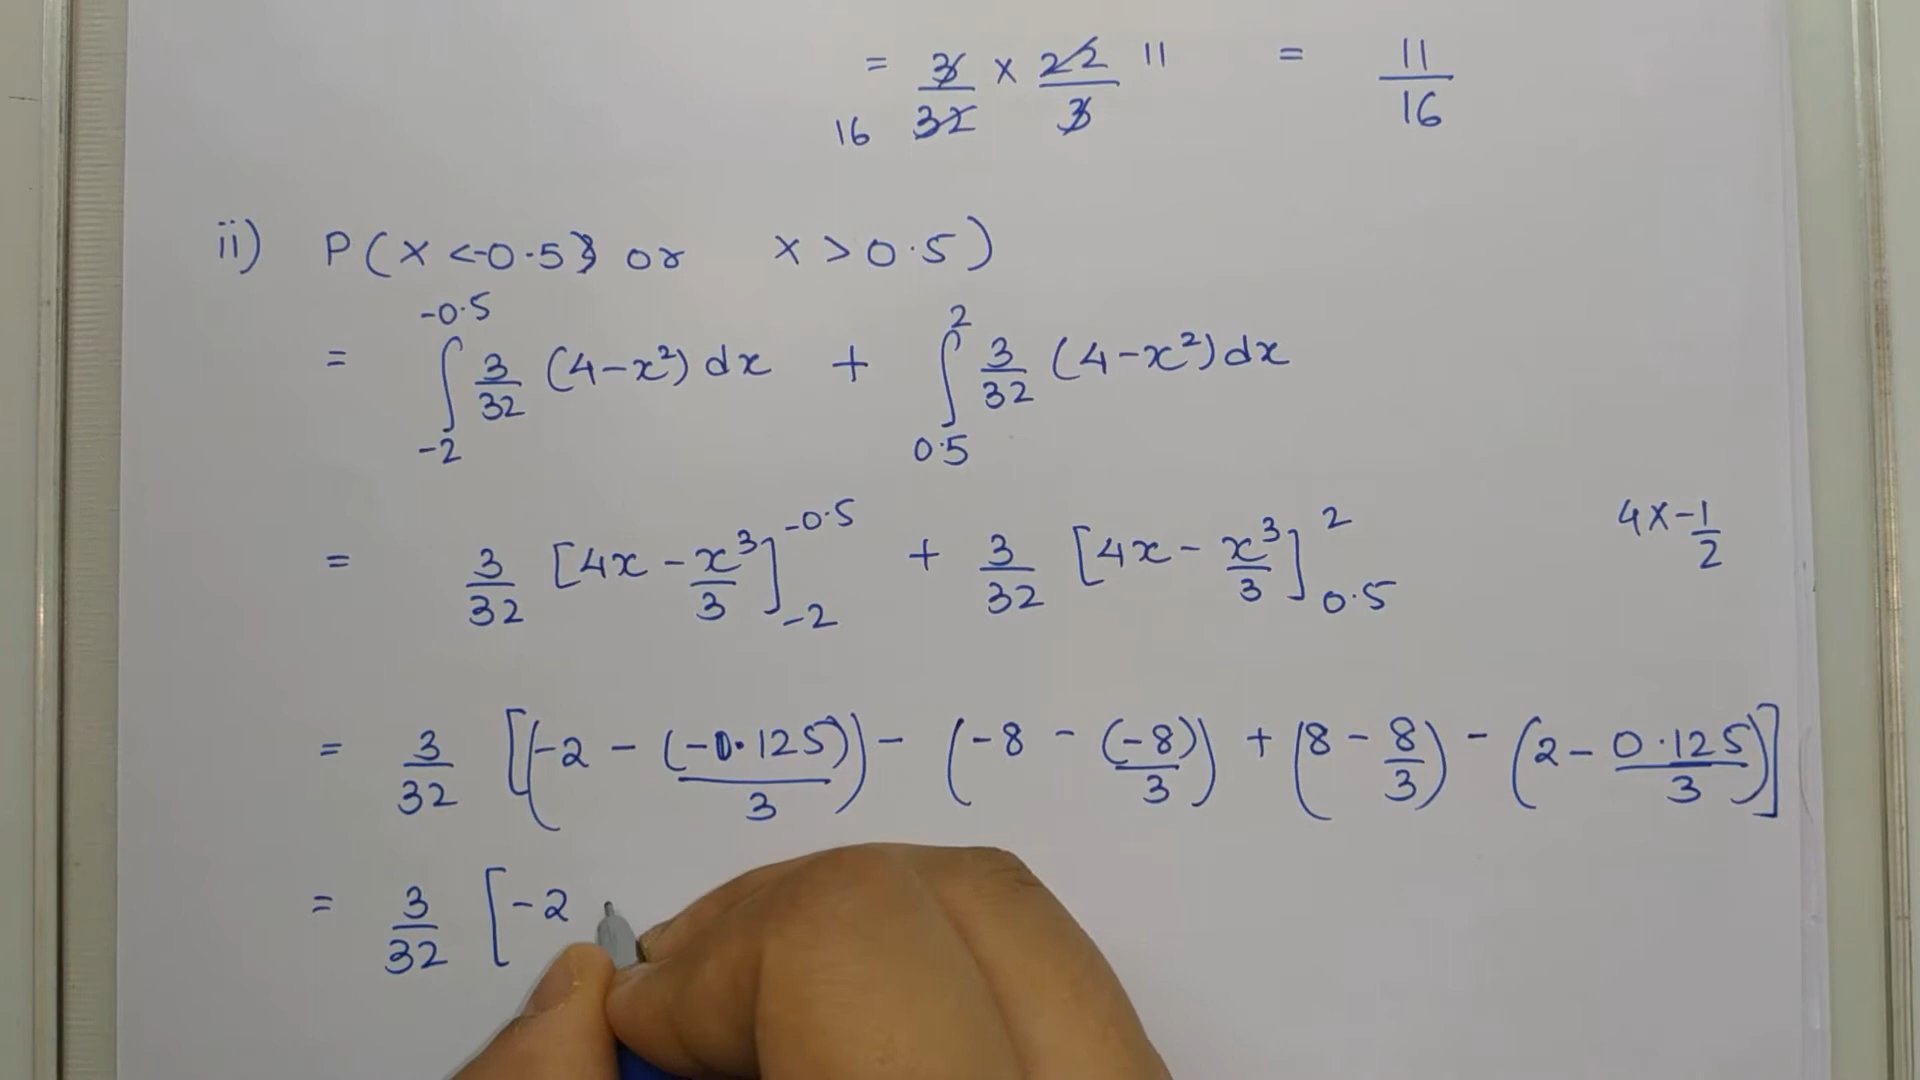 = 3/32 × 22/3 11 = 11/16
16
ii) P(X <-0.5} or X > 0.5)
= ∫_{-2}^{-0.5} 3/32 (4-x²) dx + ∫_{0.5}^{2} 3/32 (4-x²) dx
= 3/32 [4x - x³/3]_{-2}^{-0.5} + 3/32 [4x - x³/3]_{0.5}^{2} 4 x -1/2
= 3/32 [(-2 - (-0.125)/3) - (-8 - (-8)/3) + (8 - 8/3) - (2 - 0.125/3)]
= 3/32 [-2